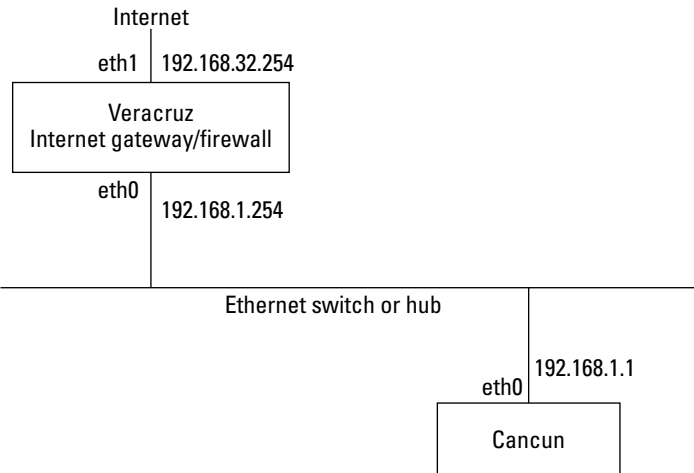 Internet
eth1 192.168.32.254
Veracruz
Internet gateway/firewall
eth0
192.168.1.254
Ethernet switch or hub
192.168.1.1
eth0
Cancun